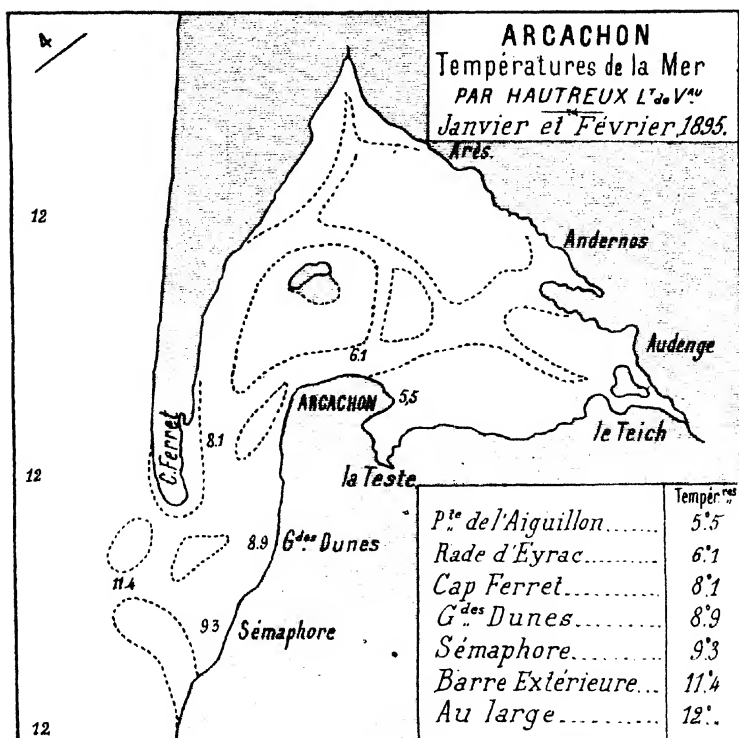 ARCACHON
Températures de la Mer
PAR HAUTREUX Lt de Vau
Janvier et Février, 1895.
Arès.
12
Andernos
6.1
Audenge
ARCACHON
5,5
C. Ferret
8.1
le Teich
12
la Teste
8.9 Gdes Dunes
11.4
9.3 Sémaphore
12
Tempér.res
Pte de l'Aiguillon....... 5°5
Rade d'Eyrac........ 6°1
Cap Ferret........... 8°1
Gdes Dunes.......... 8°9
Sémaphore......... 9°3
Barre Extérieure... 11°4
Au large.......... 12°..